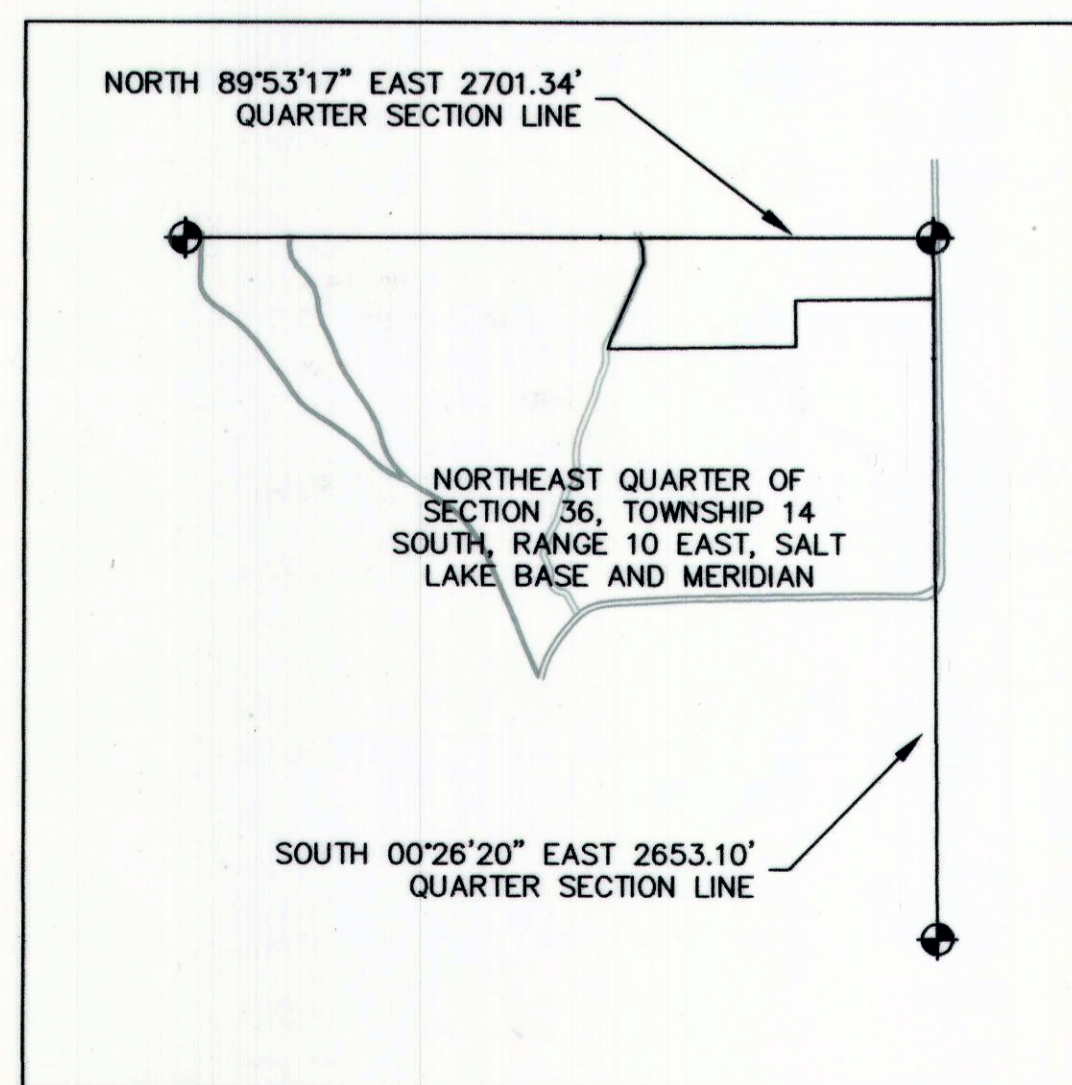 NORTH 89°53'17" EAST 2701.34'
QUARTER SECTION LINE
NORTHEAST QUARTER OF
SECTION 36, TOWNSHIP 14
SOUTH, RANGE 10 EAST, SALT
LAKE BASE AND MERIDIAN
SOUTH 00°26'20" EAST 2653.10'
QUARTER SECTION LINE